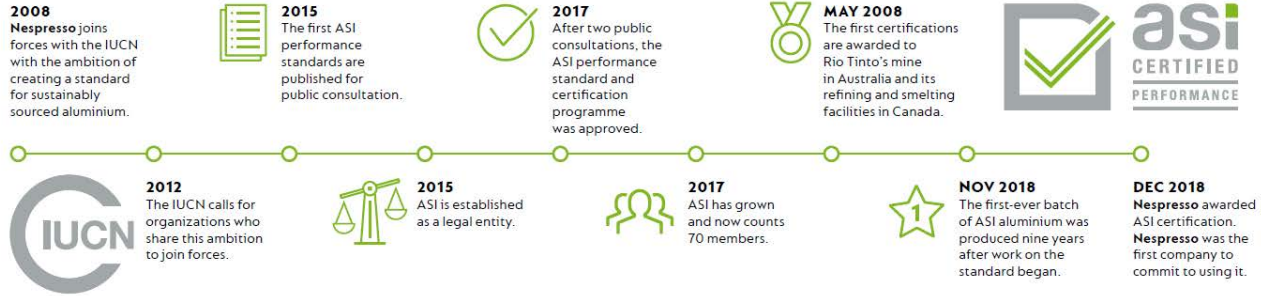 2008
Nespresso joins
forces with the IUCN
with the ambition of
creating a standard
for sustainably
sourced aluminium.
2015
The first ASI
performance
standards are
published for
public consultation.
2017
After two public
consultations, the
ASI performance
standard and
certification
programme
was approved.
MAY 2008
The first certifications
are awarded to
Rio Tinto's mine
in Australia and its
refining and smelting
facilities in Canada.
asi
CERTIFIED
PERFORMANCE
IUCN
2012
The IUCN calls for
organizations who
share this ambition
to join forces.
2015
ASI is established
as a legal entity.
2017
ASI has grown
and now counts
70 members.
1
NOV 2018
The first-ever batch
of ASI aluminium was
produced nine years
after work on the
standard began.
DEC 2018
Nespresso awarded
ASI certification.
Nespresso was the
first company to
commit to using it.